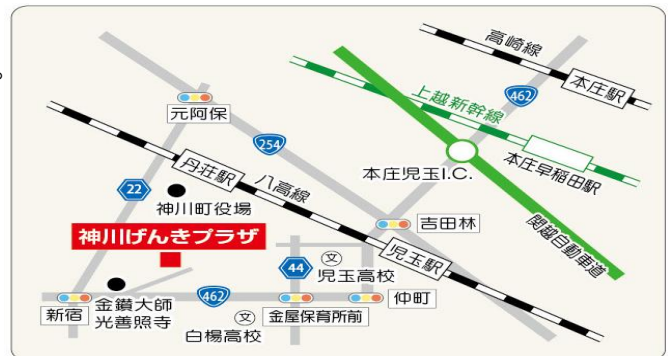 高崎線
本庄駅
462
上越新幹線
元阿保
254
本庄児玉I.C.
本庄早稲田駅
丹荘駅
八高線
22
神川町役場
吉田林
関越自動車道
神川げんきプラザ
児玉駅
文
児玉高校
44
金鑚大師
光善照寺
新宿
462
文
白楊高校
金屋保育所前
仲町